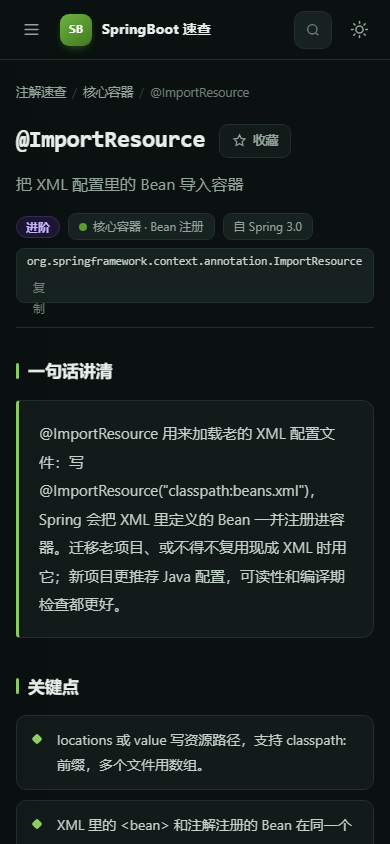 SB SpringBoot 速查
注解速查 / 核心容器 / @ImportResource
@ImportResource 收藏
把 XML 配置里的 Bean 导入容器
进阶 核心容器 · Bean 注册 自 Spring 3.0
org.springframework.context.annotation.ImportResource
复
制
一句话讲清
@ImportResource 用来加载老的 XML 配置文
件：写
@ImportResource("classpath:beans.xml")，
Spring 会把 XML 里定义的 Bean 一并注册进容
器。迁移老项目、或不得不复用现成 XML 时用
它；新项目更推荐 Java 配置，可读性和编译期
检查都更好。
关键点
locations 或 value 写资源路径，支持 classpath:
前缀，多个文件用数组。
XML 里的 <bean> 和注解注册的 Bean 在同一个